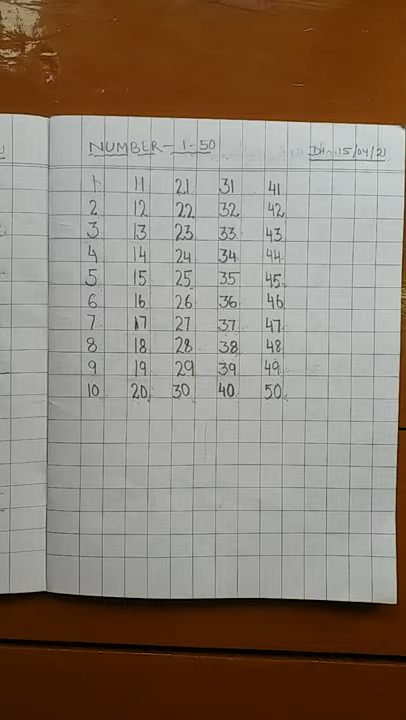 NUMBER - 1-50
Dt- 15/04/21
1 11 21 31 41
2 12 22 32 42
3 13 23 33 43
4 14 24 34 44
5 15 25 35 45
6 16 26 36 46
7 17 27 37 47
8 18 28 38 48
9 19 29 39 49
10 20 30 40 50